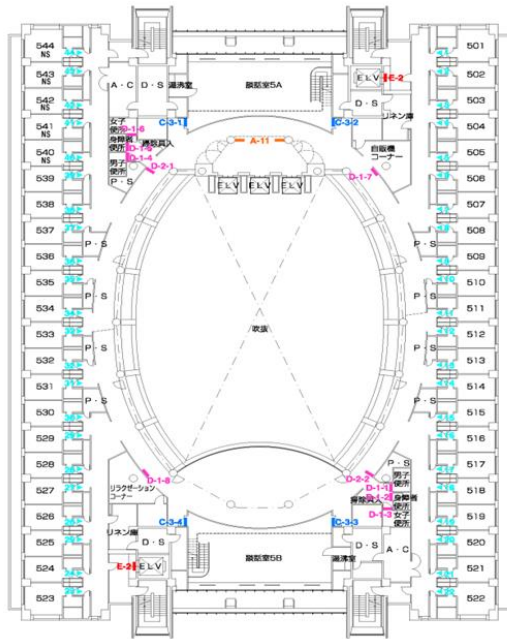 544
NS
543
NS
542
NS
541
NS
540
NS
539
538
537
536
535
534
533
532
531
530
529
528
527
526
525
524
523
A・C
D・S
湯沸室
談話室5A
ELV
E-2
D・S
リネン庫
女子
便所
D-1-6
掃除具入
身障者
便所
D-1-5
D-1-4
男子
便所
D-2-1
P・S
C-3-1
C-3-2
A-11
自販機
コーナー
D-1-7
ELV
ELV
ELV
P・S
P・S
P・S
P・S
P・S
P・S
吹抜
D-1-8
リラクゼーション
コーナー
リネン庫
D・S
E-2
ELV
C-3-4
C-3-3
談話室5B
湯沸室
D-2-2
P・S
男子
便所
D-1-1
D-1-2
掃除具入
身障者
便所
D-1-3
女子
便所
D・S
A・C
501
502
503
504
505
506
507
508
509
510
511
512
513
514
515
516
517
518
519
520
521
522